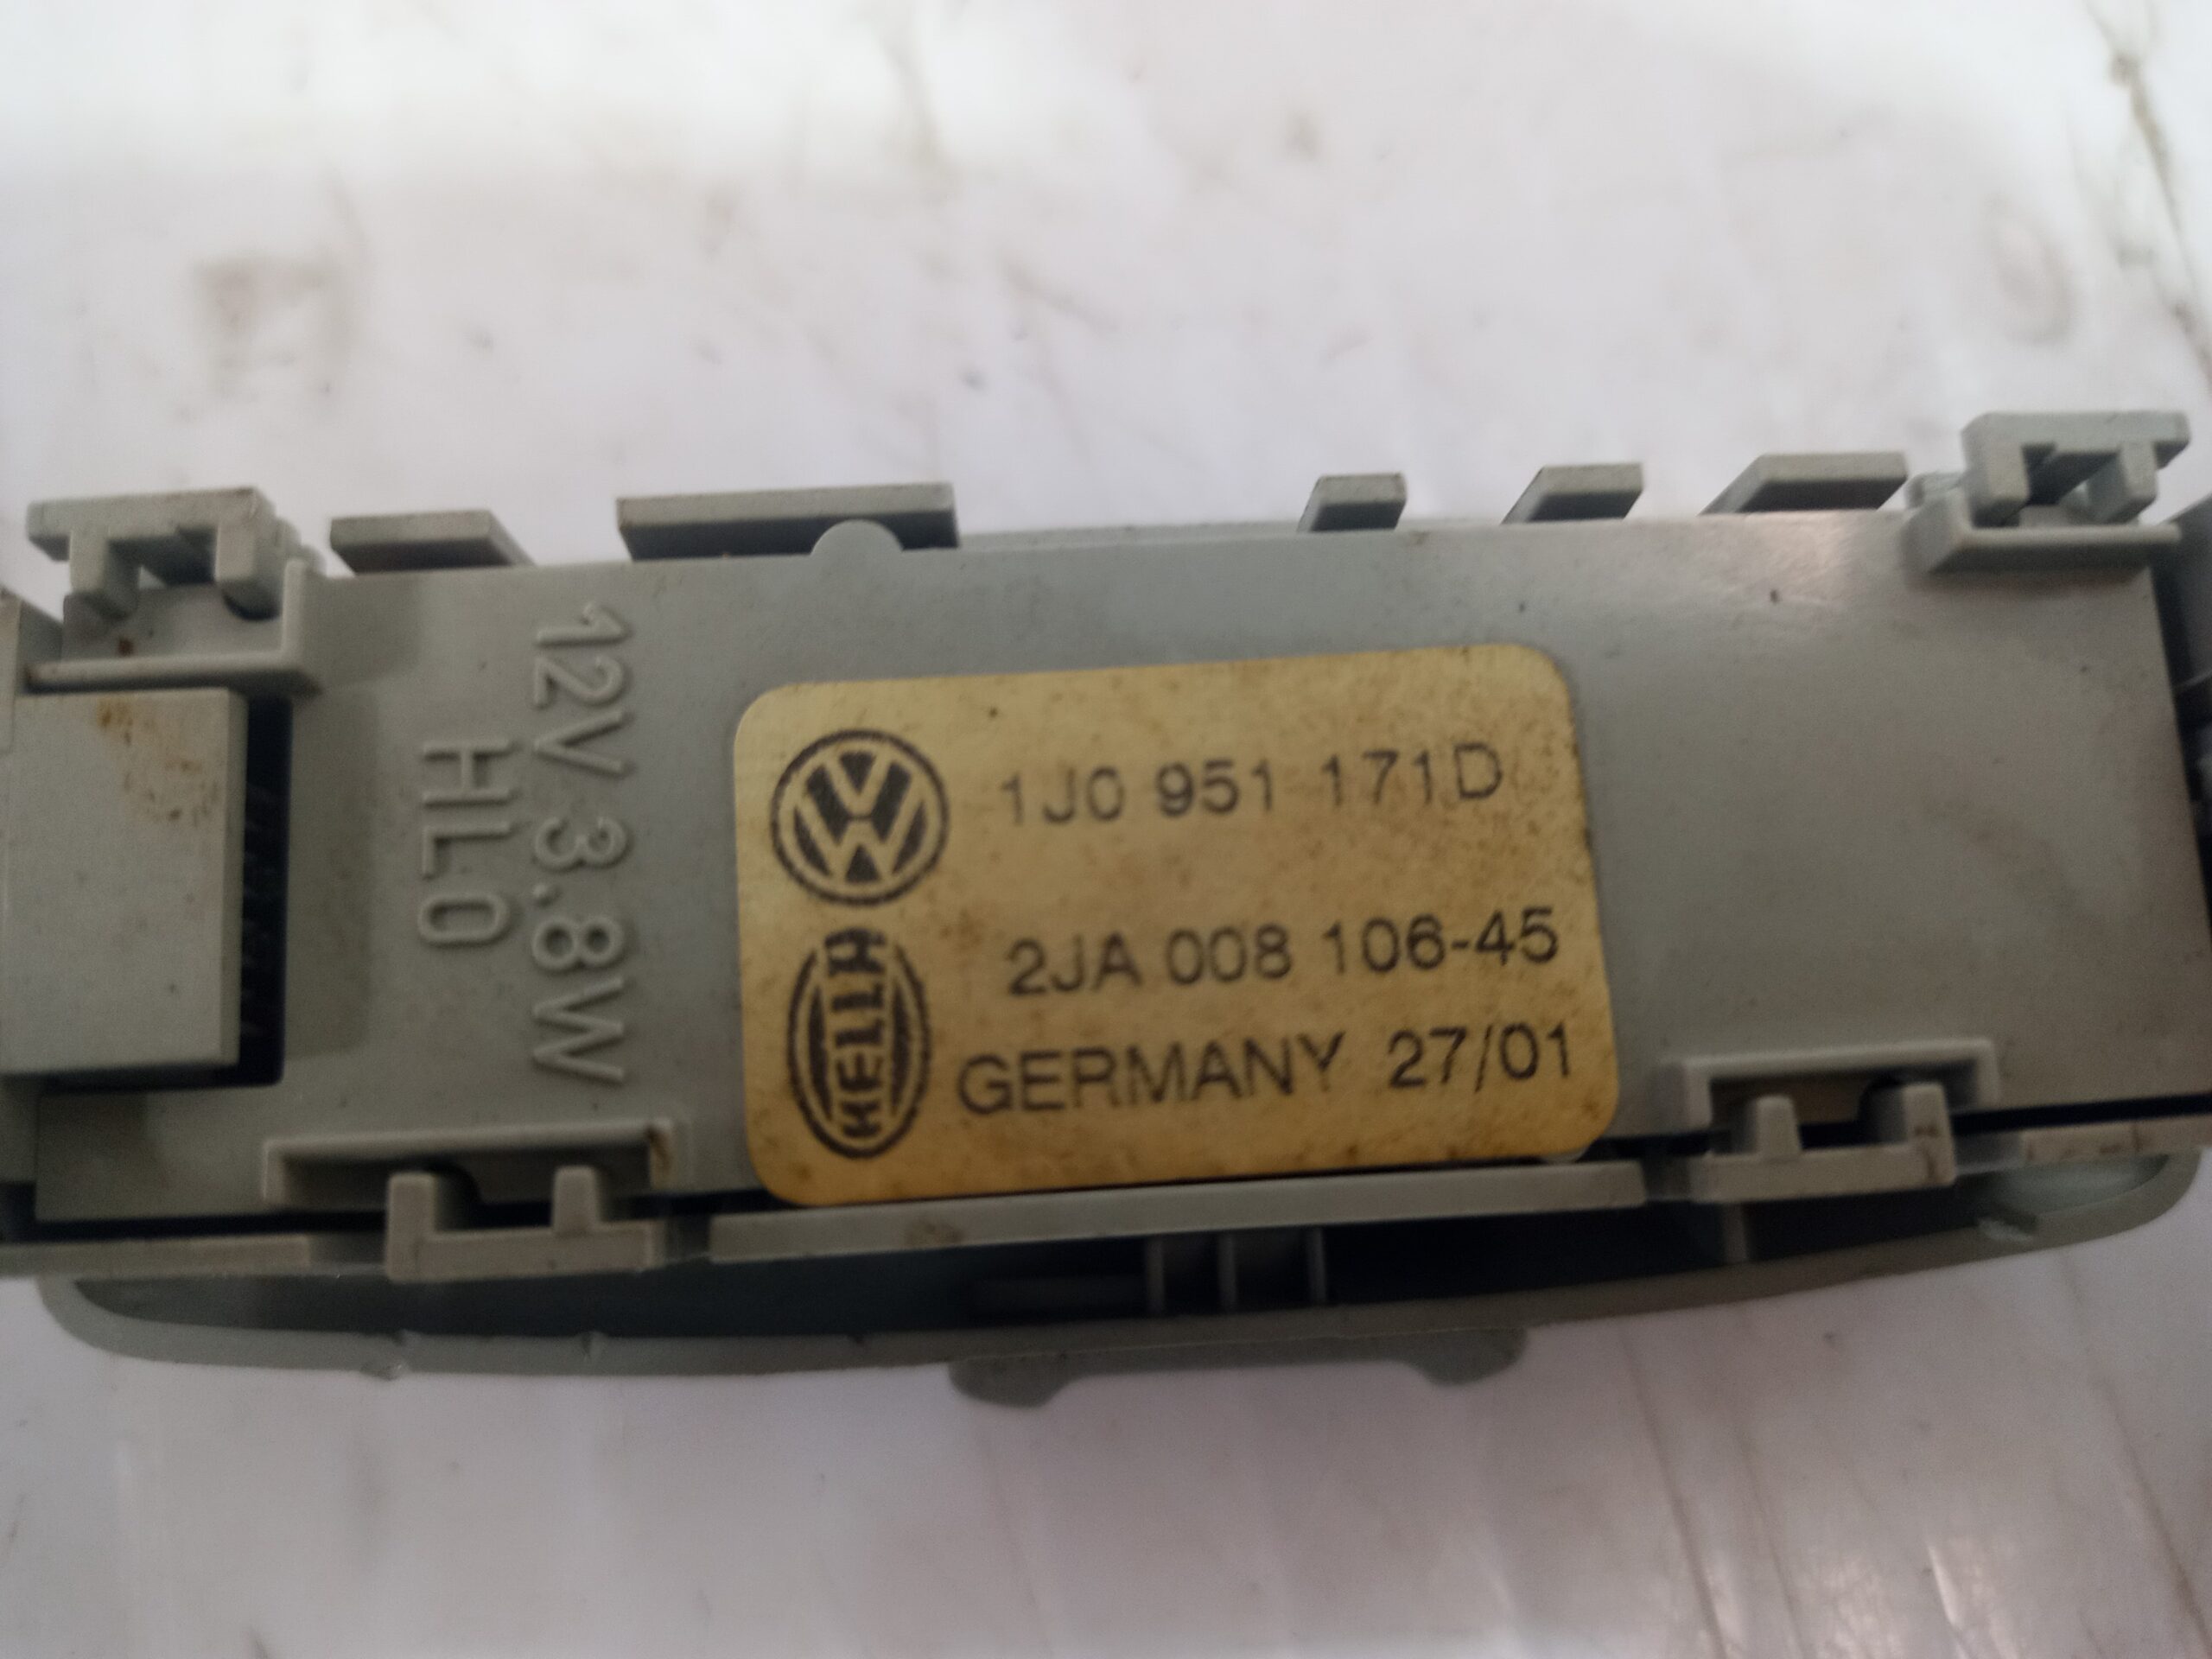 12V 3.8W
HL0
1J0 951 171D
2JA 008 106-45
HELLA
GERMANY 27/01